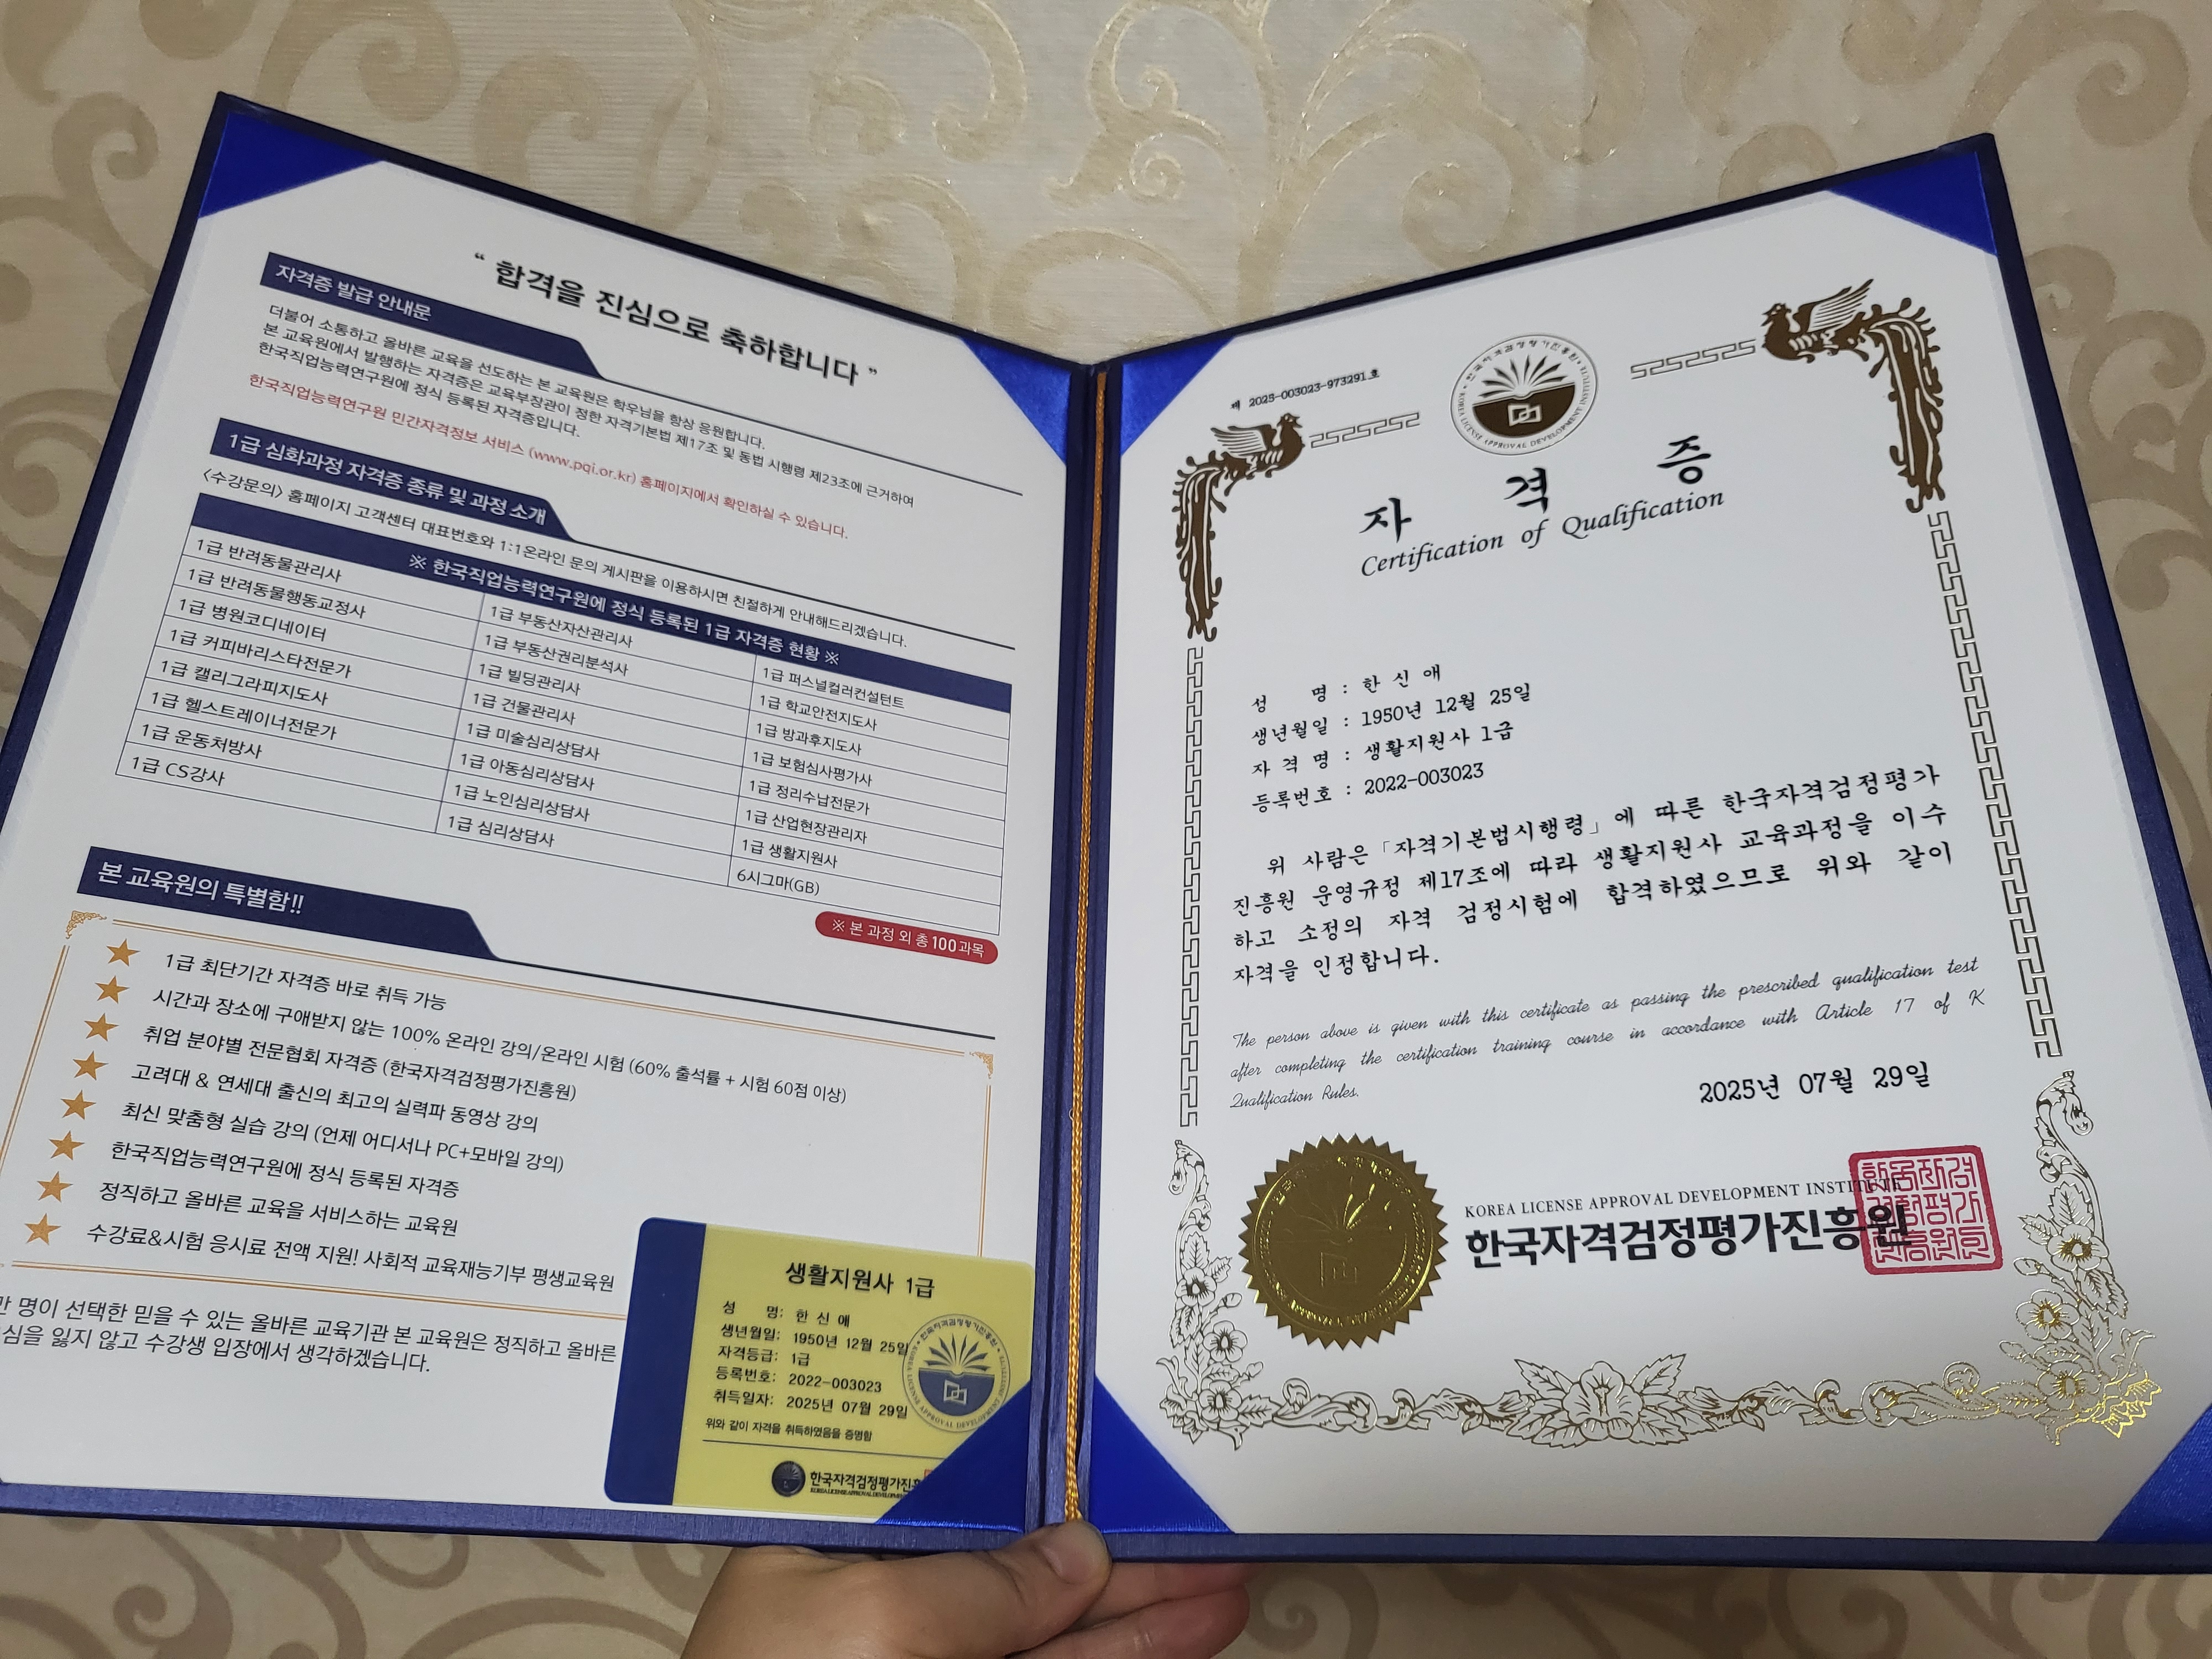 “ 합격을 진심으로 축하합니다 ”
자격증 발급 안내문
더불어 소통하고 올바른 교육을 선도하는 본 교육원은 학우님을 항상 응원합니다.
본 교육원에서 발행하는 자격증은 교육부장관이 정한 자격기본법 제17조 및 동법 시행령 제23조에 근거하여
한국직업능력연구원에 정식 등록된 자격증입니다.
한국직업능력연구원 민간자격정보 서비스 (www.pqi.or.kr) 홈페이지에서 확인하실 수 있습니다.
1급 심화과정 자격증 종류 및 과정 소개
<수강문의> 홈페이지 고객센터 대표번호와 1:1온라인 문의 게시판을 이용하시면 친절하게 안내해드리겠습니다.
※ 한국직업능력연구원에 정식 등록된 1급 자격증 현황 ※
1급 반려동물관리사
1급 반려동물행동교정사
1급 병원코디네이터
1급 커피바리스타전문가
1급 캘리그라피지도사
1급 헬스트레이너전문가
1급 운동처방사
1급 CS강사
1급 부동산자산관리사
1급 부동산권리분석사
1급 빌딩관리사
1급 건물관리사
1급 미술심리상담사
1급 아동심리상담사
1급 노인심리상담사
1급 심리상담사
1급 퍼스널컬러컨설턴트
1급 학교안전지도사
1급 방과후지도사
1급 보험심사평가사
1급 정리수납전문가
1급 산업현장관리자
1급 생활지원사
6시그마(GB)
※ 본 과정 외 총 100과목
본 교육원의 특별함!!
1급 최단기간 자격증 바로 취득 가능
시간과 장소에 구애받지 않는 100% 온라인 강의/온라인 시험 (60% 출석률 + 시험 60점 이상)
취업 분야별 전문협회 자격증 (한국자격검정평가진흥원)
고려대 & 연세대 출신의 최고의 실력파 동영상 강의
최신 맞춤형 실습 강의 (언제 어디서나 PC+모바일 강의)
한국직업능력연구원에 정식 등록된 자격증
정직하고 올바른 교육을 서비스하는 교육원
수강료&시험 응시료 전액 지원! 사회적 교육재능기부 평생교육원
만 명이 선택한 믿을 수 있는 올바른 교육기관 본 교육원은 정직하고 올바른
심을 잃지 않고 수강생 입장에서 생각하겠습니다.
생활지원사 1급
성 명: 한 신 애
생년월일: 1950년 12월 25일
자격등급: 1급
등록번호: 2022-003023
취득일자: 2025년 07월 29일
위와 같이 자격을 취득하였음을 증명함
한국자격검정평가진흥
KOREA LICENSE APPROVAL DEVELOPMENT
제 2025-003023-973291호
한국자격검정평가진흥원
KOREA LICENSE APPROVAL DEVELOPMENT INSTITUTE
자 격 증
Certification of Qualification
성 명 : 한 신 애
생년월일 : 1950년 12월 25일
자 격 명 : 생활지원사 1급
등록번호 : 2022-003023
위 사람은 「자격기본법시행령」에 따른 한국자격검정평가
진흥원 운영규정 제17조에 따라 생활지원사 교육과정을 이수
하고 소정의 자격 검정시험에 합격하였으므로 위와 같이
자격을 인정합니다.
The person above is given with this certificate as passing the prescribed qualification test
after completing the certification training course in accordance with Article 17 of K
Qualification Rules.
2025년 07월 29일
KOREA LICENSE APPROVAL DEVELOPMENT INSTITUTE
한국자격검정평가진흥원